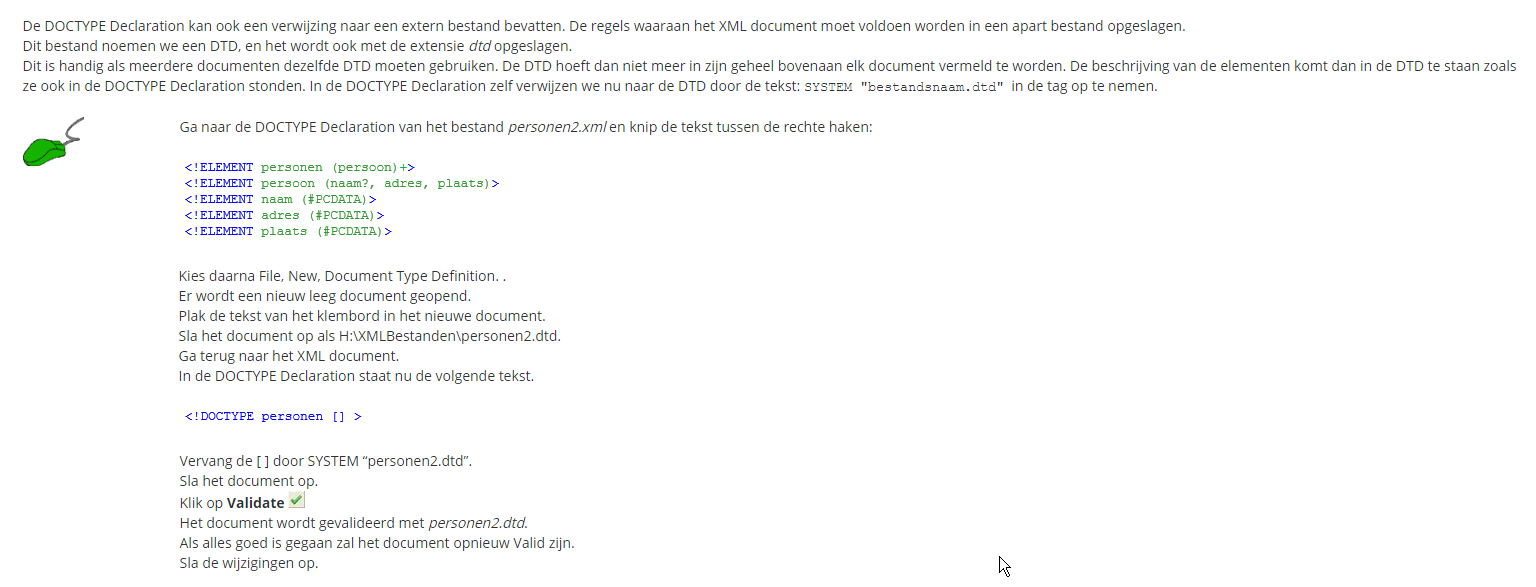 De DOCTYPE Declaration kan ook een verwijzing naar een extern bestand bevatten. De regels waaraan het XML document moet voldoen worden in een apart bestand opgeslagen.
Dit bestand noemen we een DTD, en het wordt ook met de extensie dtd opgeslagen.
Dit is handig als meerdere documenten dezelfde DTD moeten gebruiken. De DTD hoeft dan niet meer in zijn geheel bovenaan elk document vermeld te worden. De beschrijving van de elementen komt dan in de DTD te staan zoals
ze ook in de DOCTYPE Declaration stonden. In de DOCTYPE Declaration zelf verwijzen we nu naar de DTD door de tekst: SYSTEM "bestandsnaam.dtd" in de tag op te nemen.
Ga naar de DOCTYPE Declaration van het bestand personen2.xml en knip de tekst tussen de rechte haken:
<!ELEMENT personen (persoon)+>
<!ELEMENT persoon (naam?, adres, plaats)>
<!ELEMENT naam (#PCDATA)>
<!ELEMENT adres (#PCDATA)>
<!ELEMENT plaats (#PCDATA)>
Kies daarna File, New, Document Type Definition. .
Er wordt een nieuw leeg document geopend.
Plak de tekst van het klembord in het nieuwe document.
Sla het document op als H:\XMLBestanden\personen2.dtd.
Ga terug naar het XML document.
In de DOCTYPE Declaration staat nu de volgende tekst.
<!DOCTYPE personen [] >
Vervang de [ ] door SYSTEM “personen2.dtd”.
Sla het document op.
Klik op Validate
Het document wordt gevalideerd met personen2.dtd.
Als alles goed is gegaan zal het document opnieuw Valid zijn.
Sla de wijzigingen op.